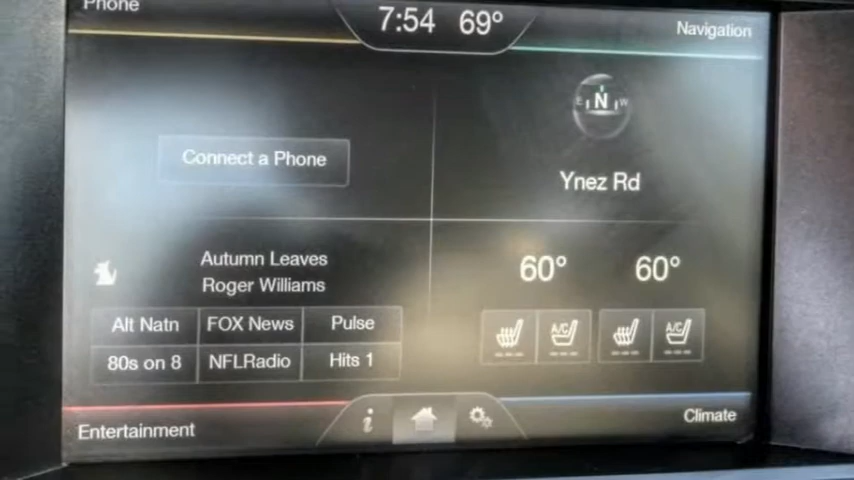 Phone
7:54 69°
Navigation
E N W
Connect a Phone
Ynez Rd
Autumn Leaves
Roger Williams
60° 60°
Alt Natn FOX News Pulse
80s on 8 NFLRadio Hits 1
A/C A/C
Entertainment
i
Climate